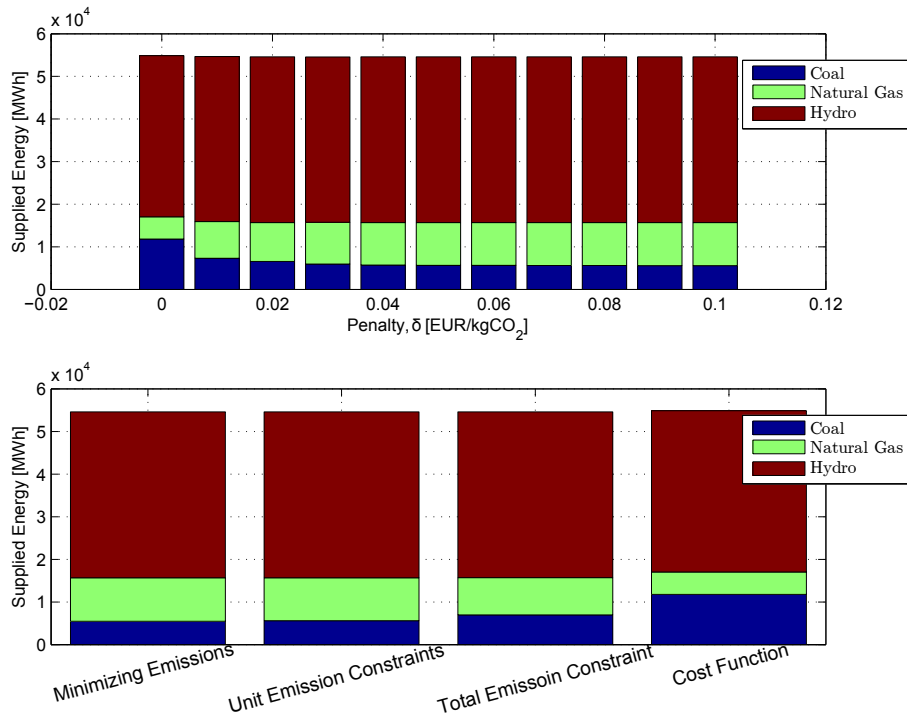 x 10^4
6
5
4
3
2
1
0
Supplied Energy [MWh]
−0.02 0 0.02 0.04 0.06 0.08 0.1 0.12
Penalty, δ [EUR/kgCO_2]
Coal
Natural Gas
Hydro
x 10^4
6
5
4
3
2
1
0
Supplied Energy [MWh]
Coal
Natural Gas
Hydro
Minimizing Emissions
Unit Emission Constraints
Total Emissoin Constraint
Cost Function